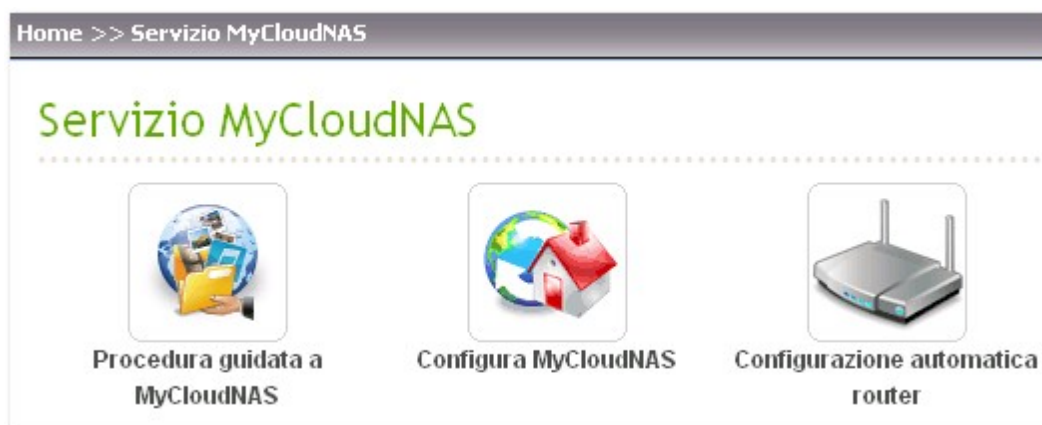 Home >> Servizio MyCloudNAS
Servizio MyCloudNAS
Procedura guidata a
MyCloudNAS
Configura MyCloudNAS
Configurazione automatica
router